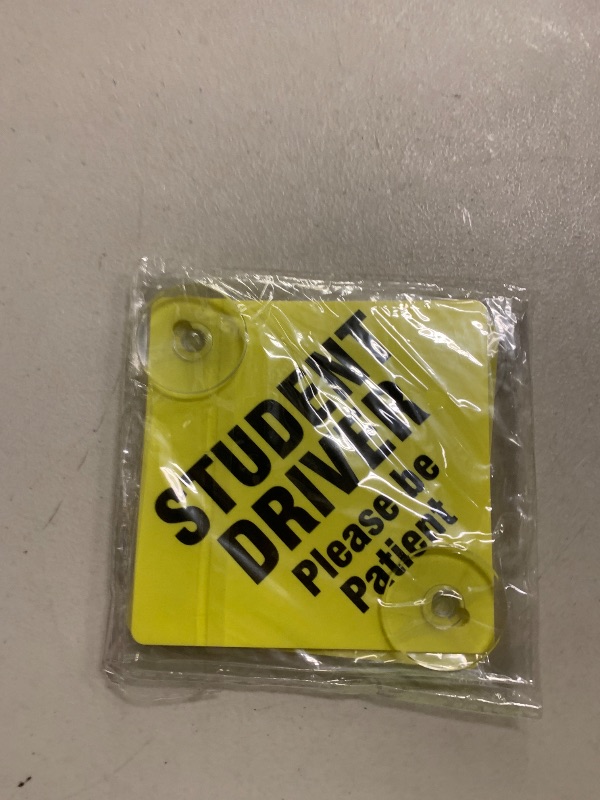 STUDENT
DRIVER
Please be
Patient